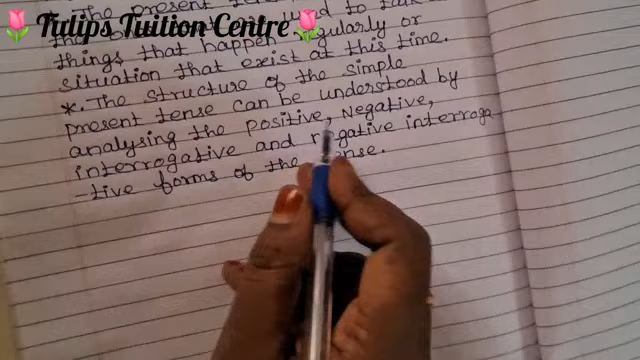 🌷 Tulips Tuition Centre 🌷
* The present
things that happen regularly or
situation that exist at this time.
*. The structure of the simple
present tense can be understood by
analysing the positive, Negative,
interrogative and negative interroga
-tive forms of the tense.